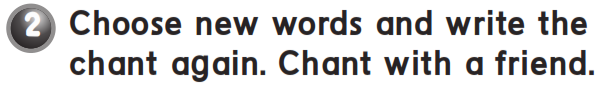 2 Choose new words and write the
chant again. Chant with a friend.